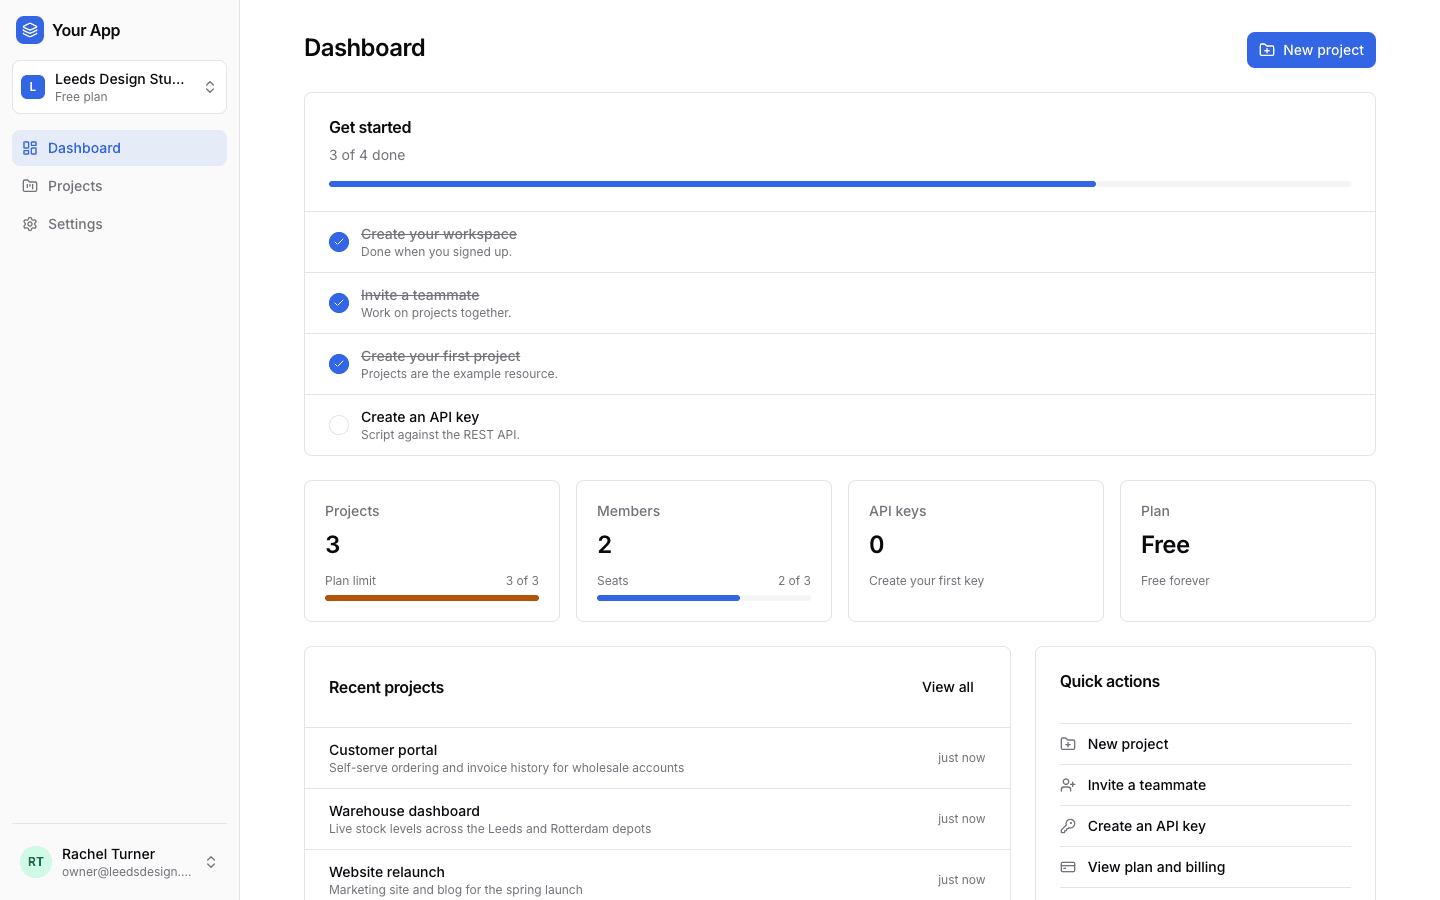 Your App
L
Leeds Design Stu...
Free plan
Dashboard
Projects
Settings
RT
Rachel Turner
owner@leedsdesign....
Dashboard
New project
Get started
3 of 4 done
Create your workspace
Done when you signed up.
Invite a teammate
Work on projects together.
Create your first project
Projects are the example resource.
Create an API key
Script against the REST API.
Projects
3
Plan limit 3 of 3
Members
2
Seats 2 of 3
API keys
0
Create your first key
Plan
Free
Free forever
Recent projects
View all
Customer portal
Self-serve ordering and invoice history for wholesale accounts
just now
Warehouse dashboard
Live stock levels across the Leeds and Rotterdam depots
just now
Website relaunch
Marketing site and blog for the spring launch
just now
Quick actions
New project
Invite a teammate
Create an API key
View plan and billing